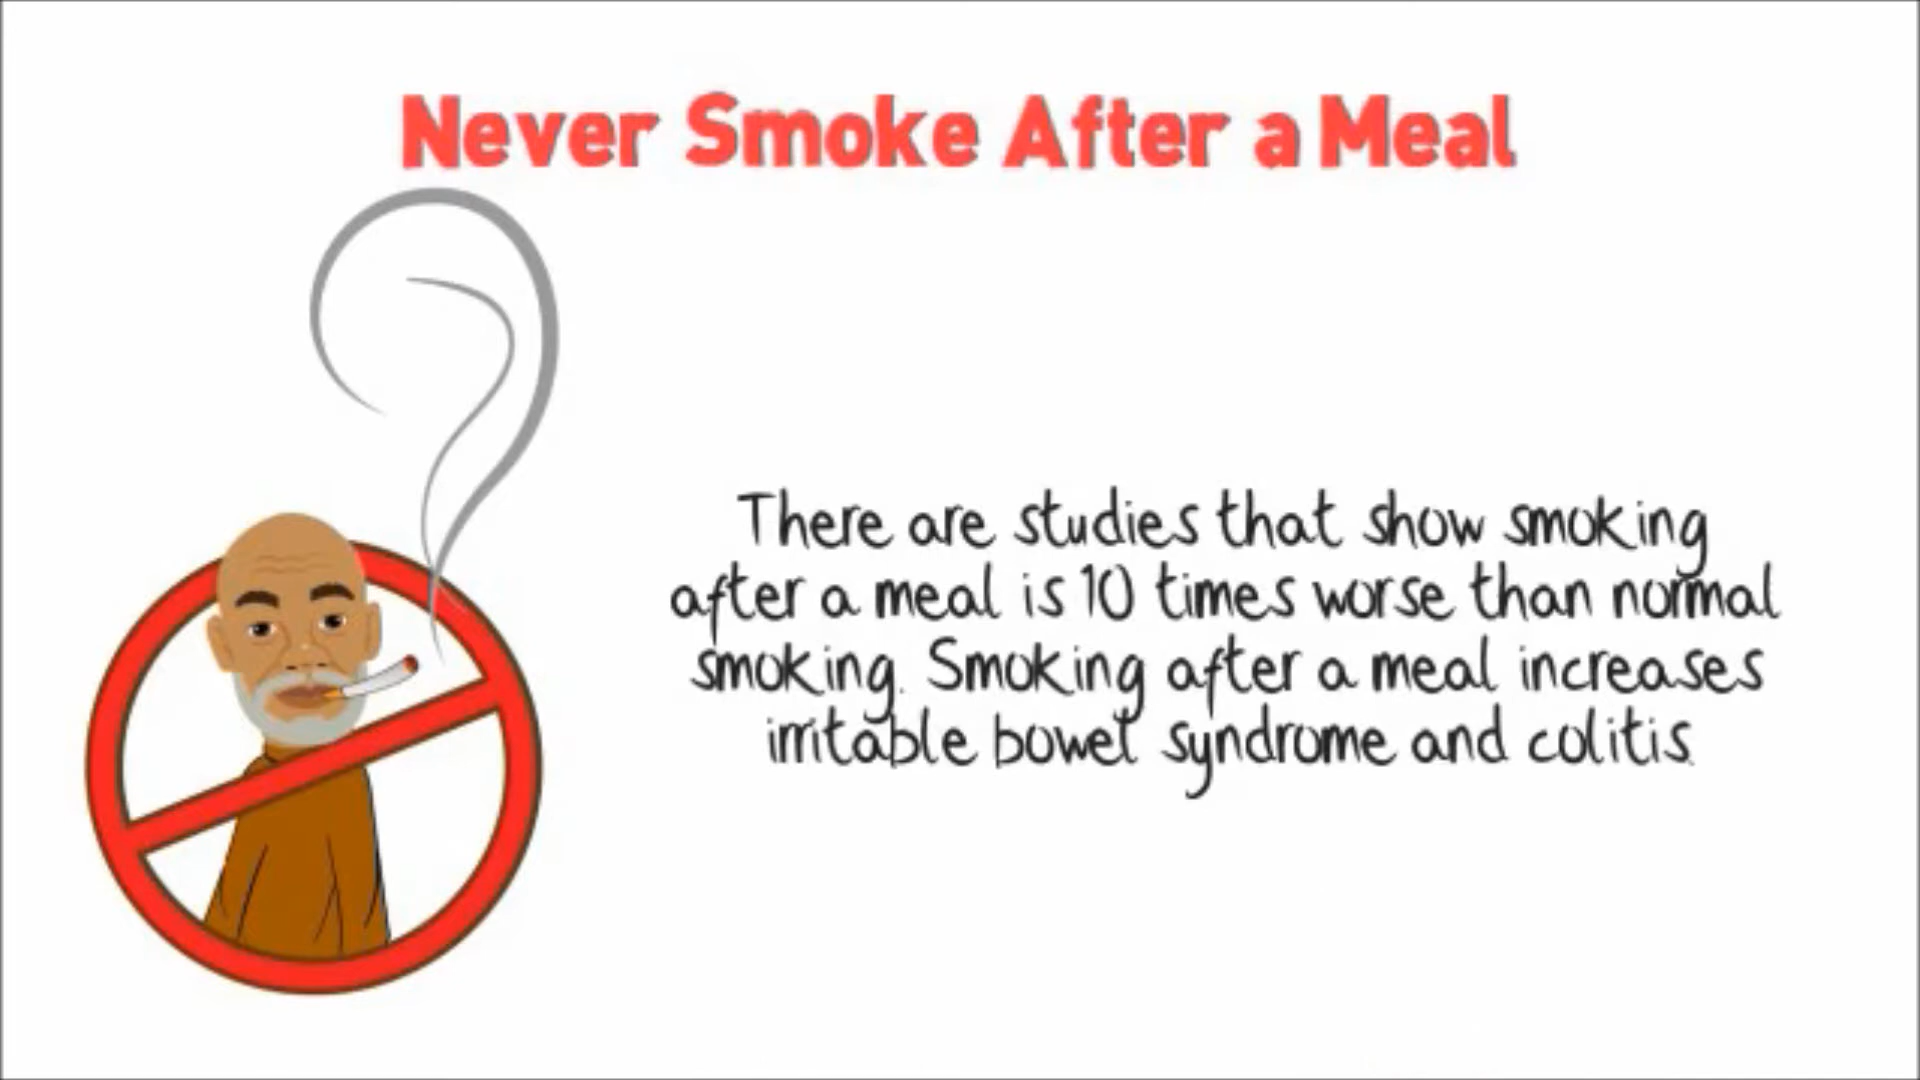 Never Smoke After a Meal
There are studies that show smoking
after a meal is 10 times worse than normal
smoking. Smoking after a meal increases
irritable bowel syndrome and colitis.